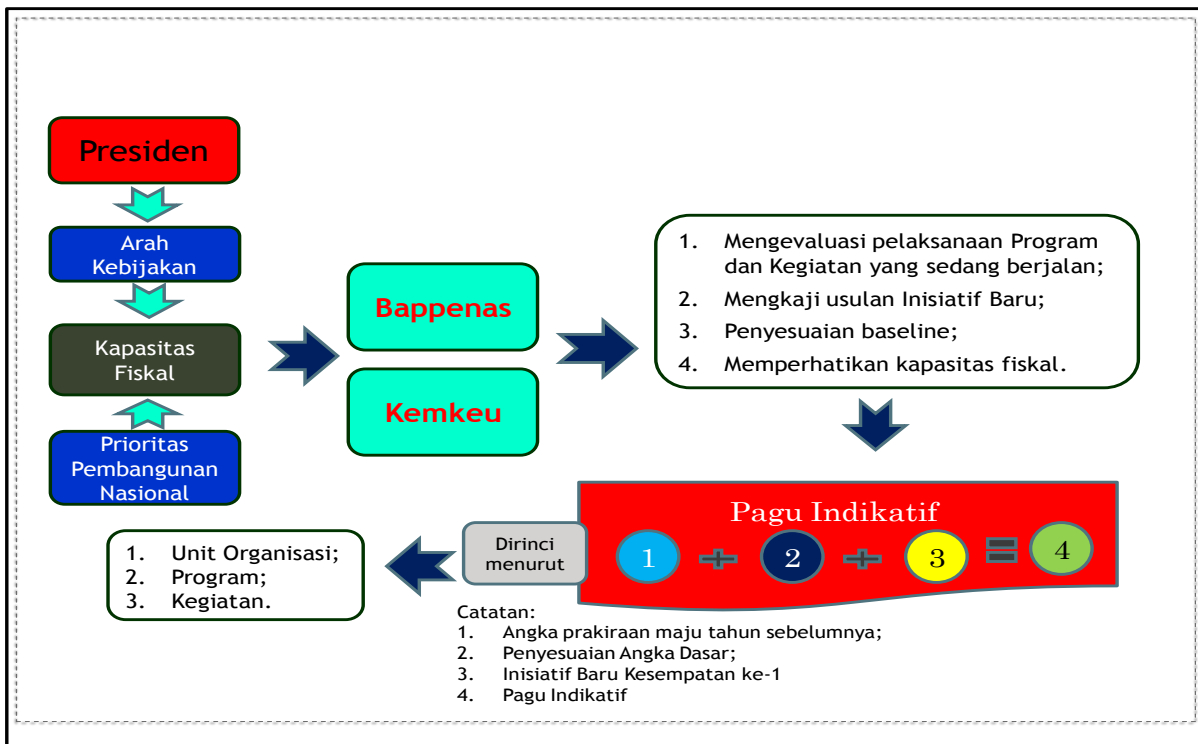 Presiden
Arah
Kebijakan
Kapasitas
Fiskal
Prioritas
Pembangunan
Nasional
Bappenas
Kemkeu
1. Mengevaluasi pelaksanaan Program
dan Kegiatan yang sedang berjalan;
2. Mengkaji usulan Inisiatif Baru;
3. Penyesuaian baseline;
4. Memperhatikan kapasitas fiskal.
Pagu Indikatif
1 + 2 + 3 = 4
Dirinci
menurut
1. Unit Organisasi;
2. Program;
3. Kegiatan.
Catatan:
1. Angka prakiraan maju tahun sebelumnya;
2. Penyesuaian Angka Dasar;
3. Inisiatif Baru Kesempatan ke-1
4. Pagu Indikatif